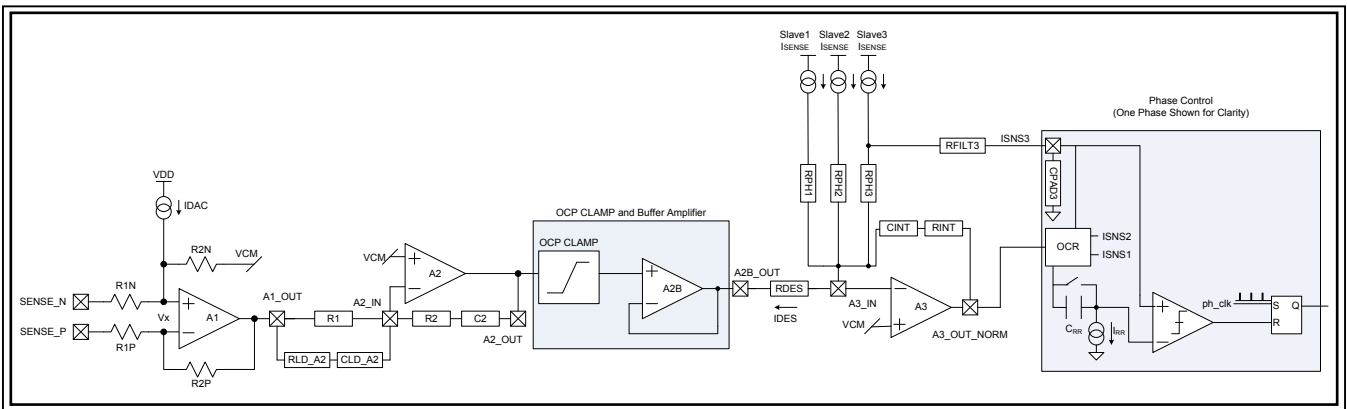 Slave1
ISENSE
Slave2
ISENSE
Slave3
ISENSE
Phase Control
(One Phase Shown for Clarity)
RFILT3
ISNS3
VDD
IDAC
RPH1
RPH2
RPH3
CPAD3
OCP CLAMP and Buffer Amplifier
R2N
VCM
VCM
OCP CLAMP
CINT
RINT
OCR
ISNS2
ISNS1
SENSE_N
R1N
A1_OUT
A2
A2B
A2B_OUT
RDES
A3_IN
IDES
SENSE_P
R1P
Vx
A1
A2_IN
R1
R2
C2
A2_OUT
VCM
A3
A3_OUT_NORM
CRR
IRR
ph_clk
S
Q
R
RLD_A2
CLD_A2
R2P
+
−
+
−
+
−
+
−
+
−